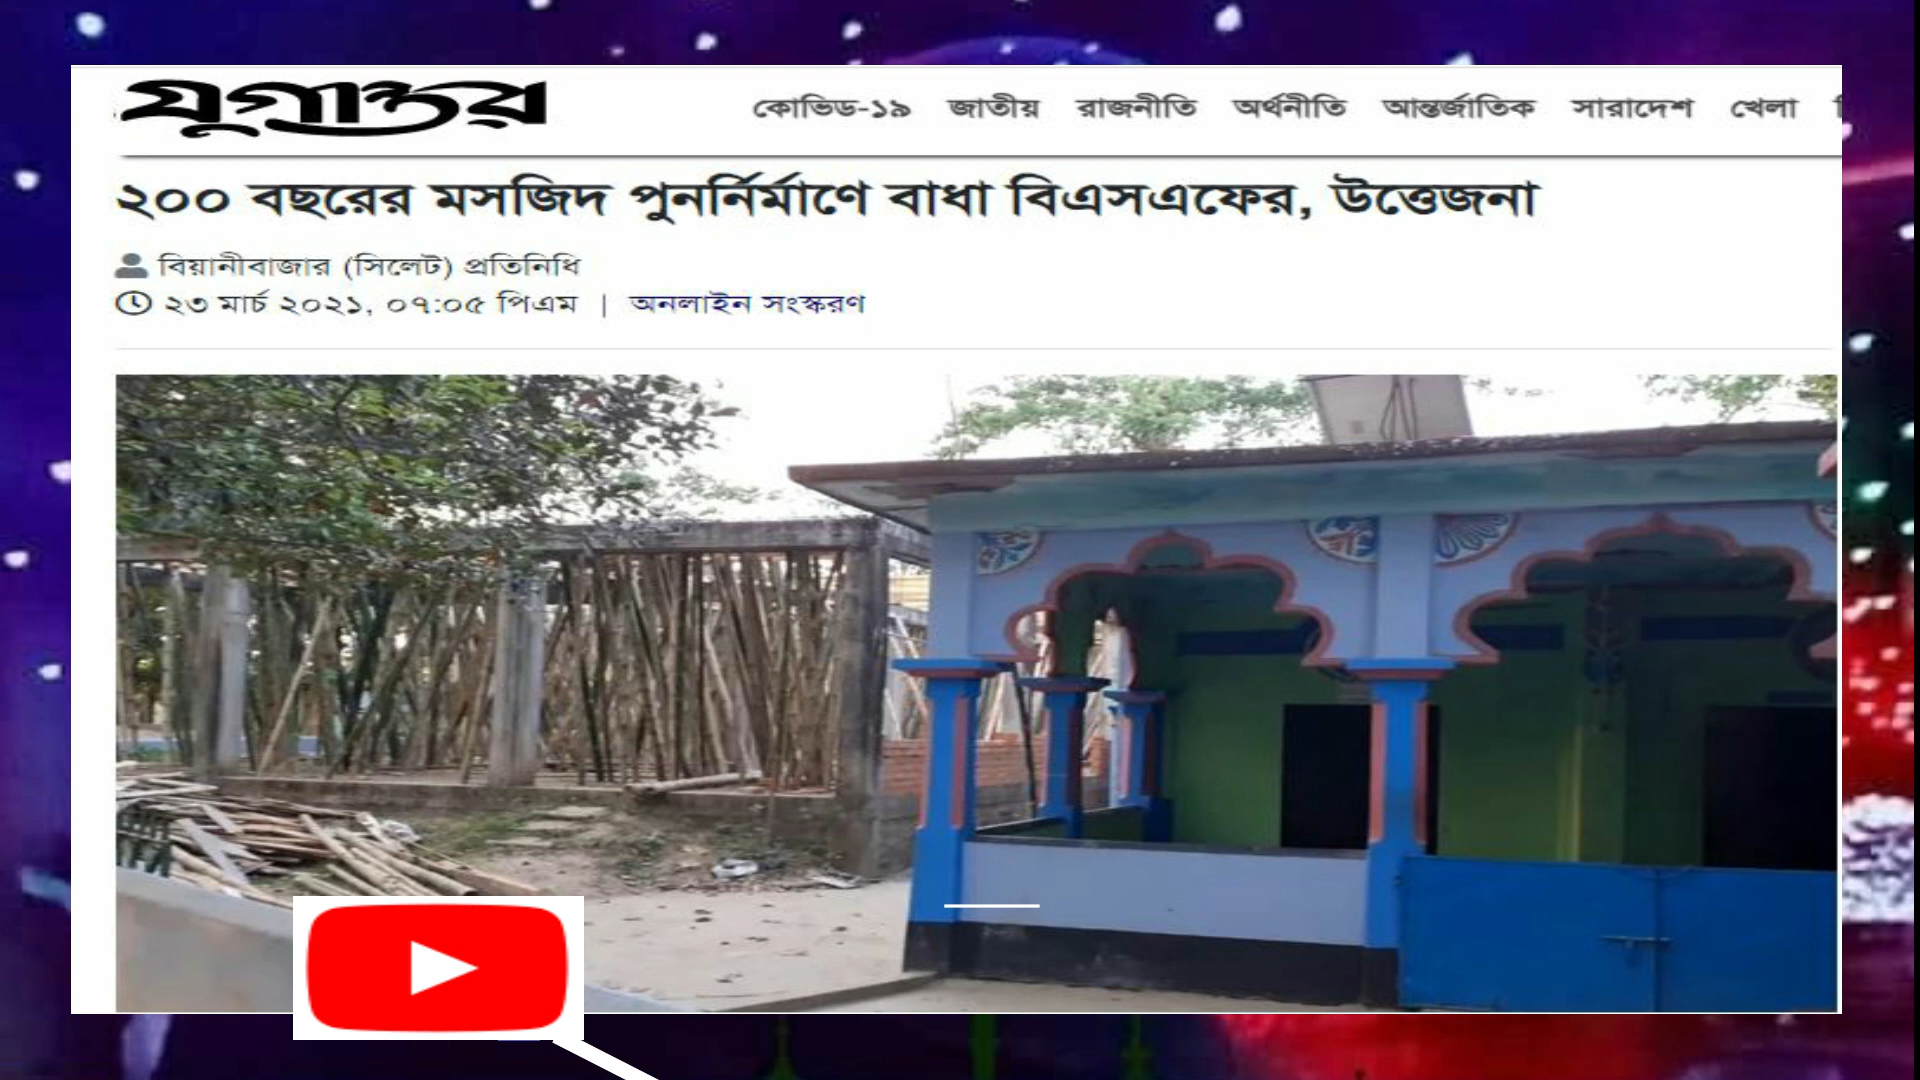 যুগান্তর
কোভিড-১৯ জাতীয় রাজনীতি অর্থনীতি আন্তর্জাতিক সারাদেশ খেলা
২০০ বছরের মসজিদ পুনর্নির্মাণে বাধা বিএসএফের, উত্তেজনা
বিয়ানীবাজার (সিলেট) প্রতিনিধি
২৩ মার্চ ২০২১, ০৭:০৫ পিএম | অনলাইন সংস্করণ